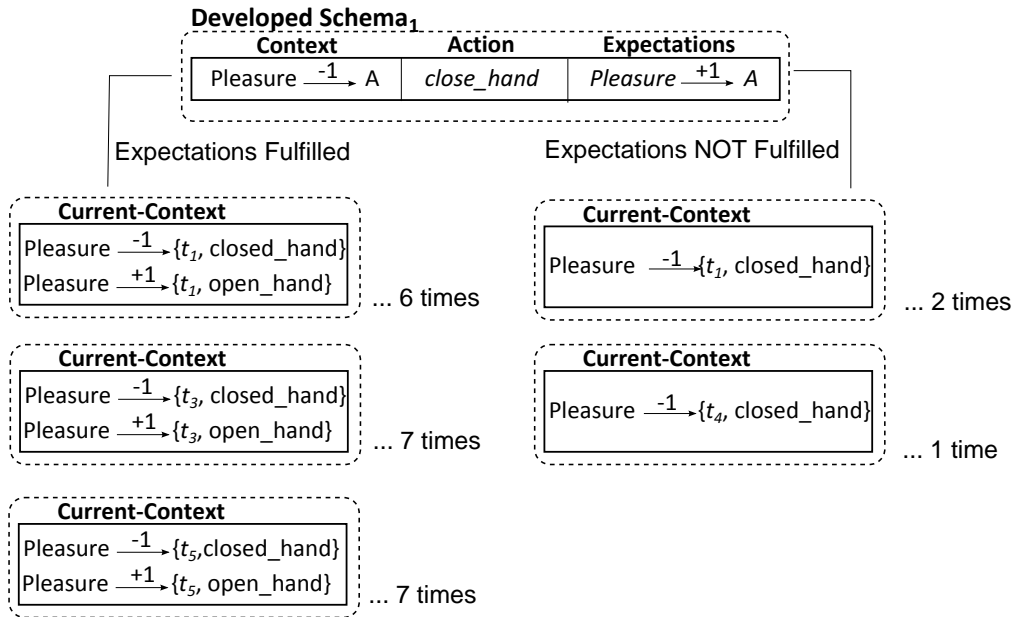 Developed Schema₁
Context Action Expectations
Pleasure -1 A close_hand Pleasure +1 A
Expectations Fulfilled
Expectations NOT Fulfilled
Current-Context
Pleasure -1 {t₁, closed_hand}
Pleasure +1 {t₁, open_hand}
... 6 times
Current-Context
Pleasure -1 {t₁, closed_hand}
... 2 times
Current-Context
Pleasure -1 {t₃, closed_hand}
Pleasure +1 {t₃, open_hand}
... 7 times
Current-Context
Pleasure -1 {t₄, closed_hand}
... 1 time
Current-Context
Pleasure -1 {t₅,closed_hand}
Pleasure +1 {t₅, open_hand}
... 7 times